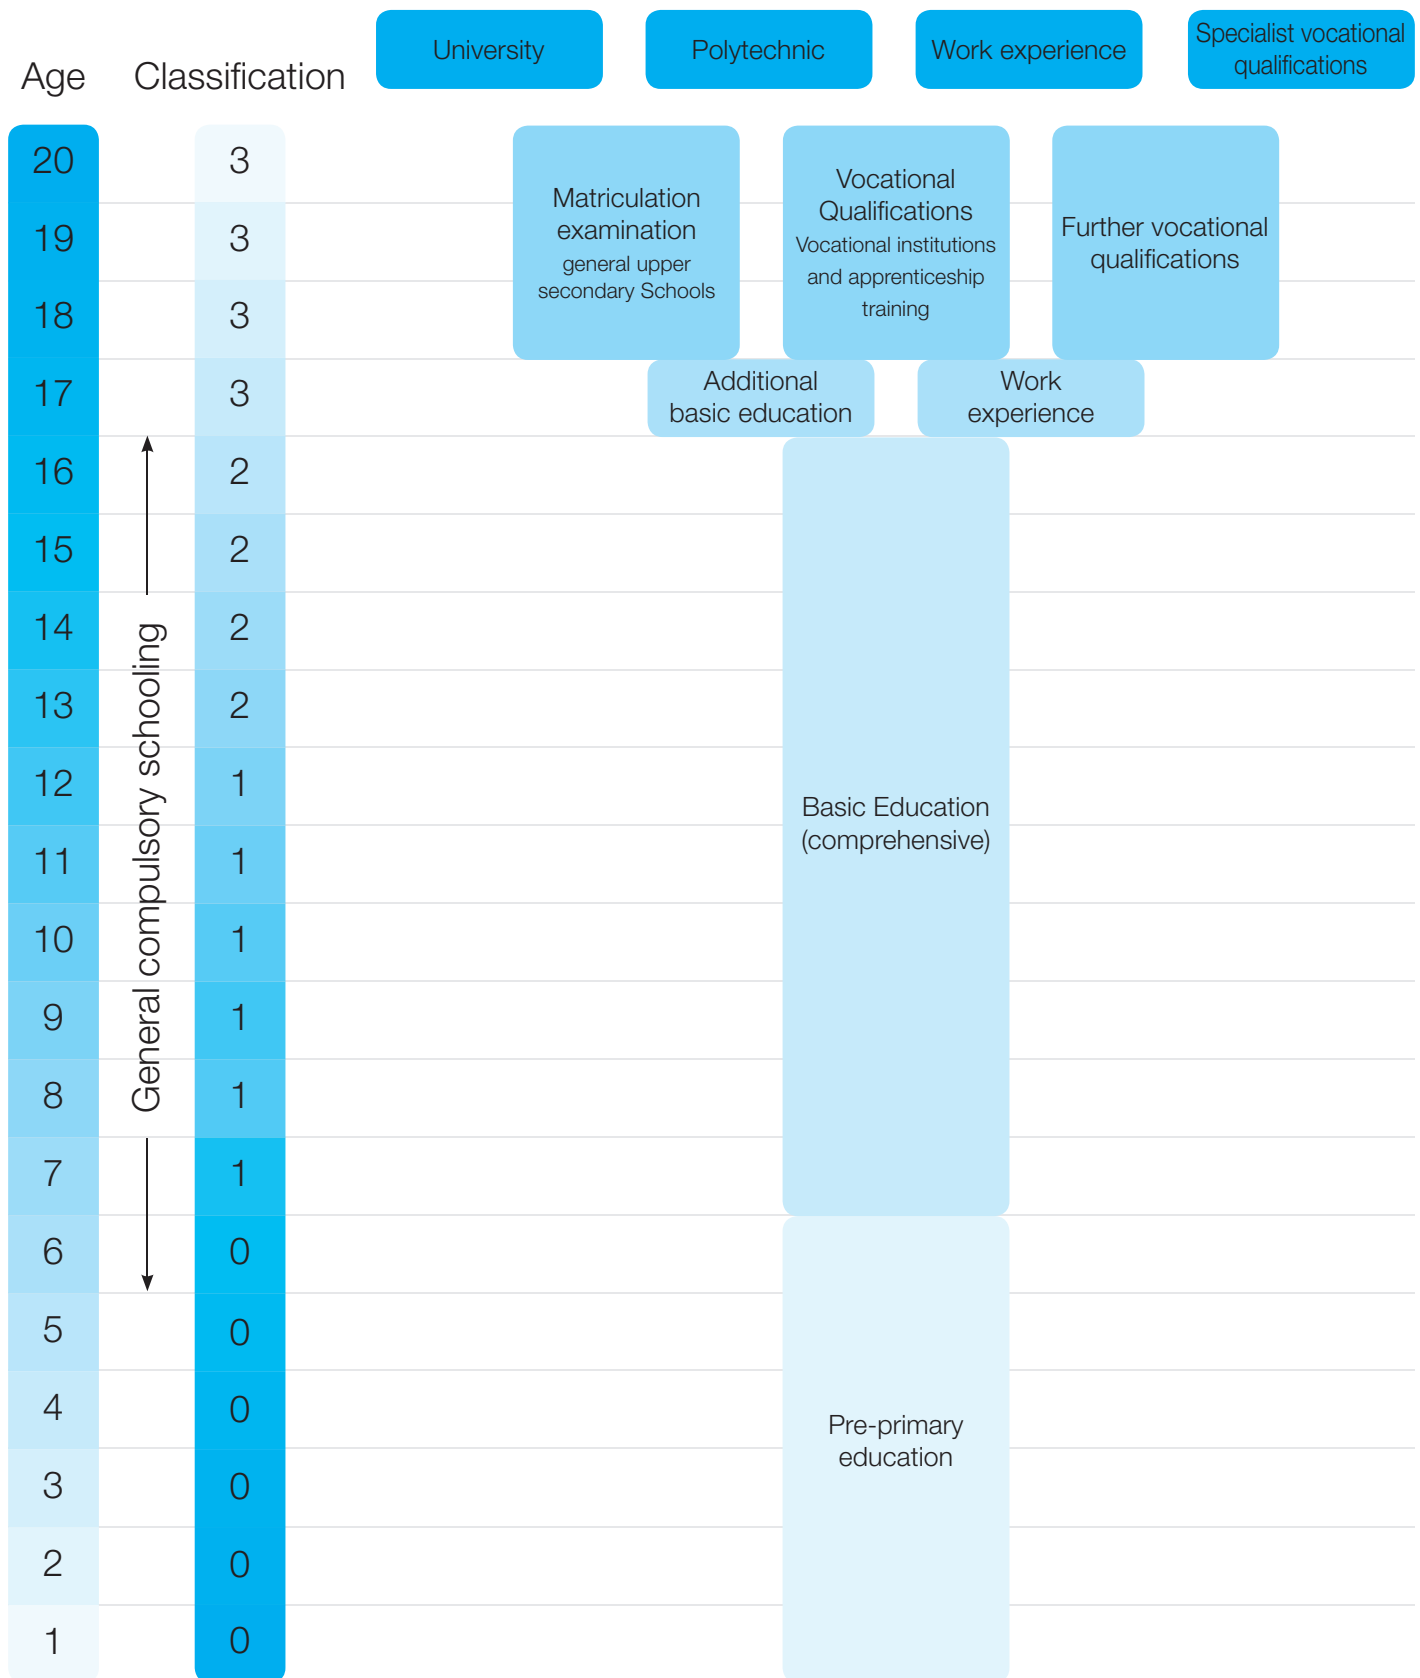 Age
Classification
University
Polytechnic
Work experience
Specialist vocational
qualifications
20
3
Matriculation
examination
general upper
secondary Schools
Vocational
Qualifications
Vocational institutions
and apprenticeship
training
Further vocational
qualifications
19
3
18
3
17
3
Additional
basic education
Work
experience
General compulsory schooling
16
2
15
2
14
2
13
2
12
1
Basic Education
(comprehensive)
11
1
10
1
9
1
8
1
7
1
6
0
5
0
4
0
Pre-primary
education
3
0
2
0
1
0